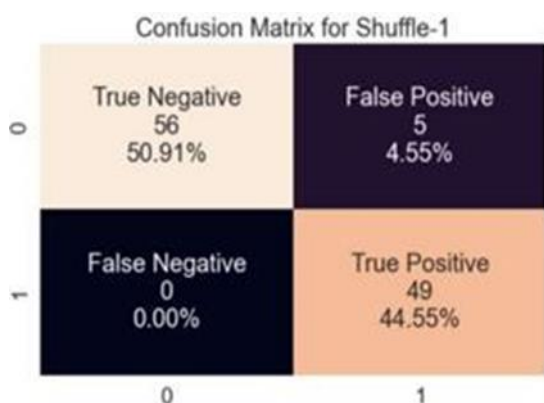 Confusion Matrix for Shuffle-1
0
True Negative
56
50.91%
False Positive
5
4.55%
1
False Negative
0
0.00%
True Positive
49
44.55%
0
1